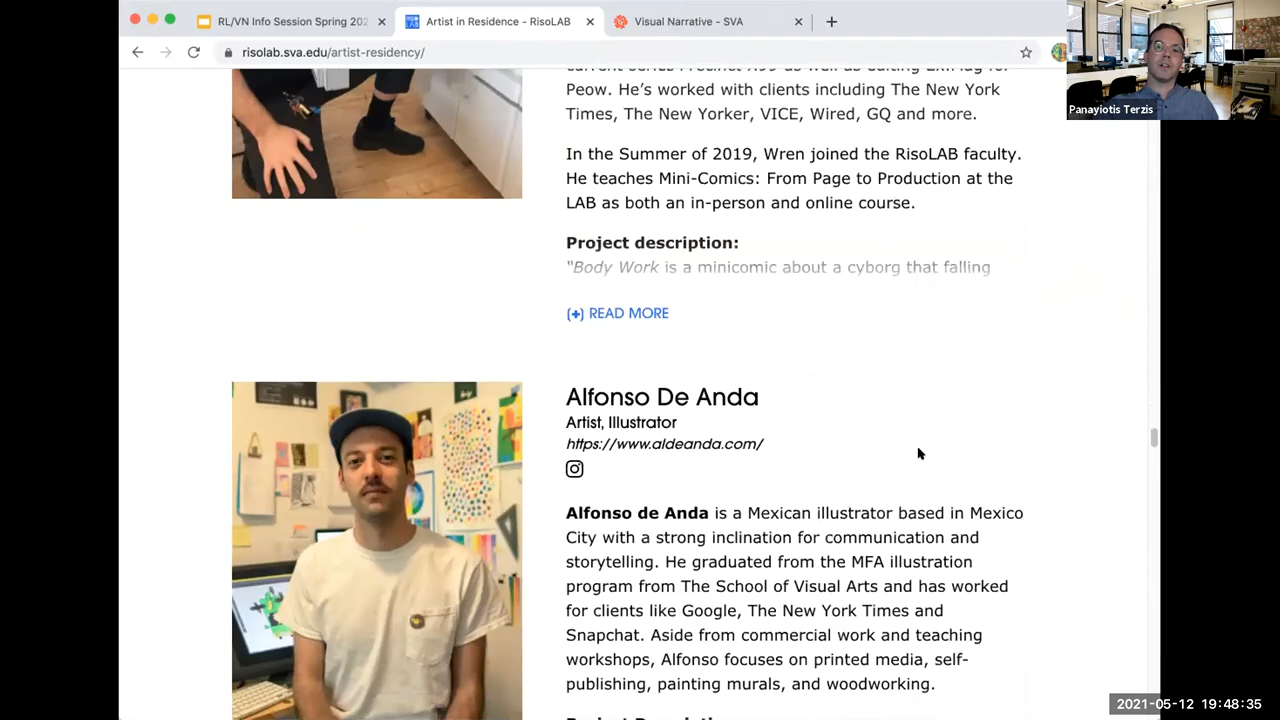 RL/VN Info Session Spring 202
Artist in Residence - RisoLAB
Visual Narrative - SVA
risolab.sva.edu/artist-residency/
Panayiotis Terzis
Peow. He's worked with clients including The New York
Times, The New Yorker, VICE, Wired, GQ and more.
In the Summer of 2019, Wren joined the RisoLAB faculty.
He teaches Mini-Comics: From Page to Production at the
LAB as both an in-person and online course.
Project description:
"Body Work is a minicomic about a cyborg that falling
(+) READ MORE
Alfonso De Anda
Artist, Illustrator
https://www.aldeanda.com/
Alfonso de Anda is a Mexican illustrator based in Mexico
City with a strong inclination for communication and
storytelling. He graduated from the MFA illustration
program from The School of Visual Arts and has worked
for clients like Google, The New York Times and
Snapchat. Aside from commercial work and teaching
workshops, Alfonso focuses on printed media, self-
publishing, painting murals, and woodworking.
2021-05-12 19:48:35